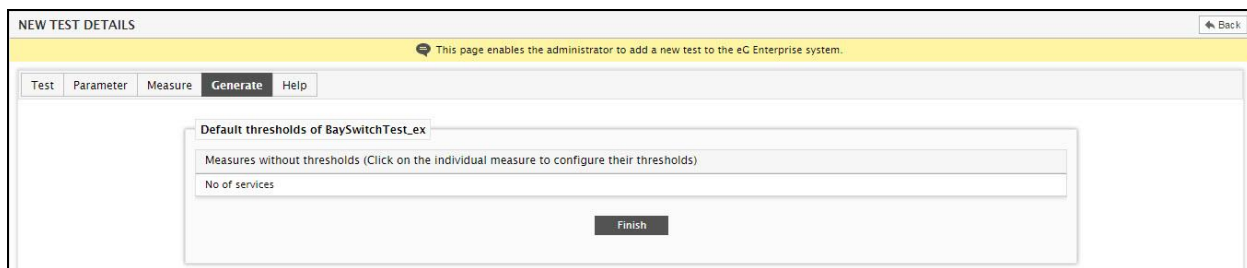 NEW TEST DETAILS
Back
This page enables the administrator to add a new test to the eG Enterprise system.
Test Parameter Measure Generate Help
Default thresholds of BaySwitchTest_ex
Measures without thresholds (Click on the individual measure to configure their thresholds)
No of services
Finish